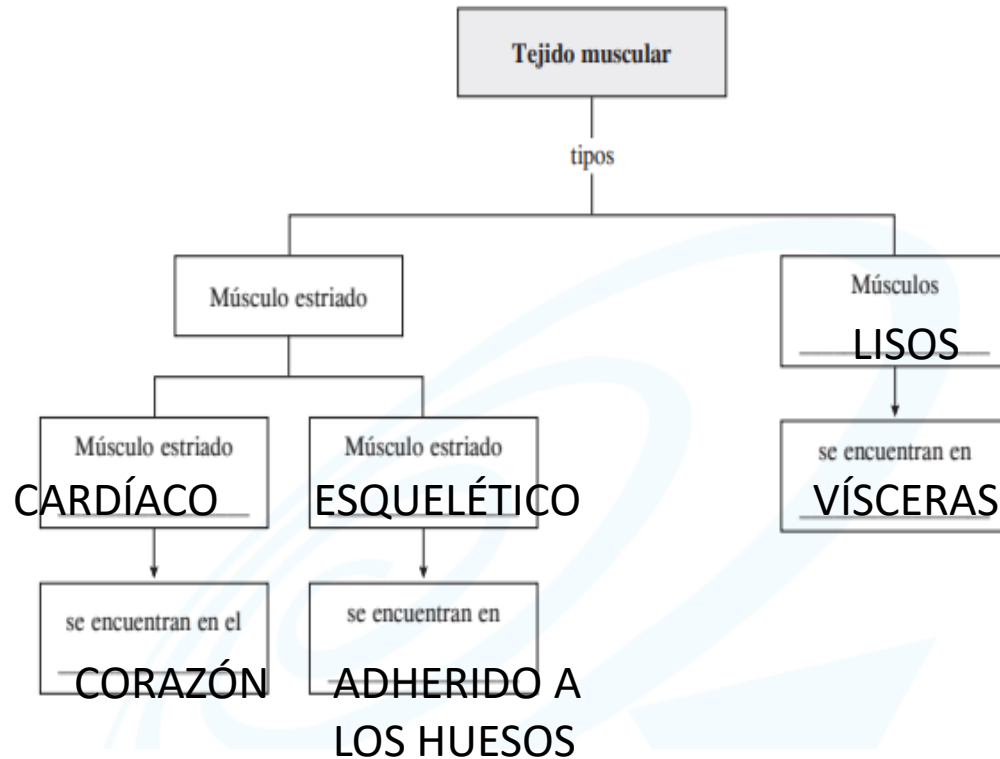 Tejido muscular
tipos
Músculo estriado
Músculos
LISOS
Músculo estriado
CARDÍACO
Músculo estriado
ESQUELÉTICO
se encuentran en
VÍSCERAS
se encuentran en el
CORAZÓN
se encuentran en
ADHERIDO A
LOS HUESOS